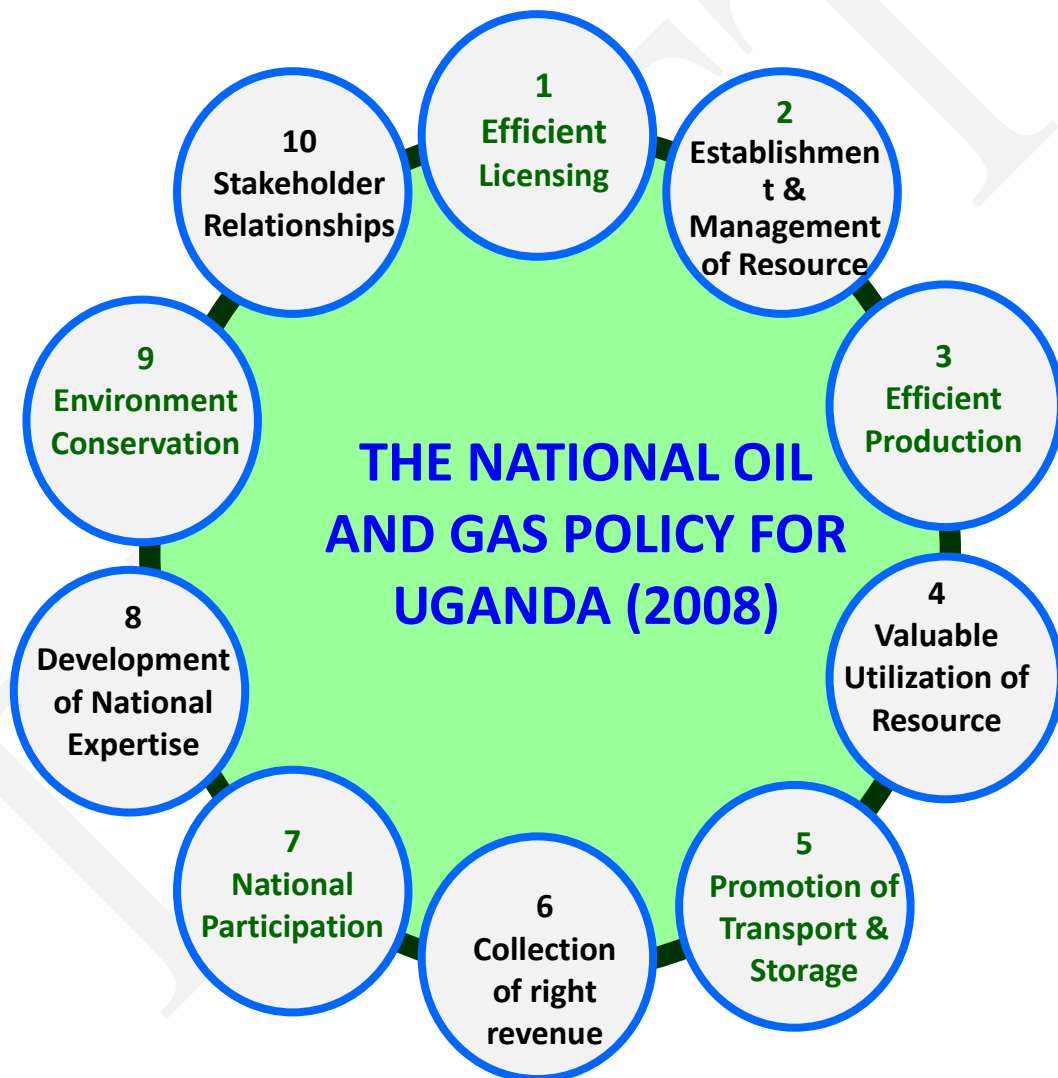 1
Efficient
Licensing
2
Establishmen
t &
Management
of Resource
3
Efficient
Production
4
Valuable
Utilization of
Resource
5
Promotion of
Transport &
Storage
6
Collection
of right
revenue
7
National
Participation
8
Development
of National
Expertise
9
Environment
Conservation
10
Stakeholder
Relationships
THE NATIONAL OIL
AND GAS POLICY FOR
UGANDA (2008)